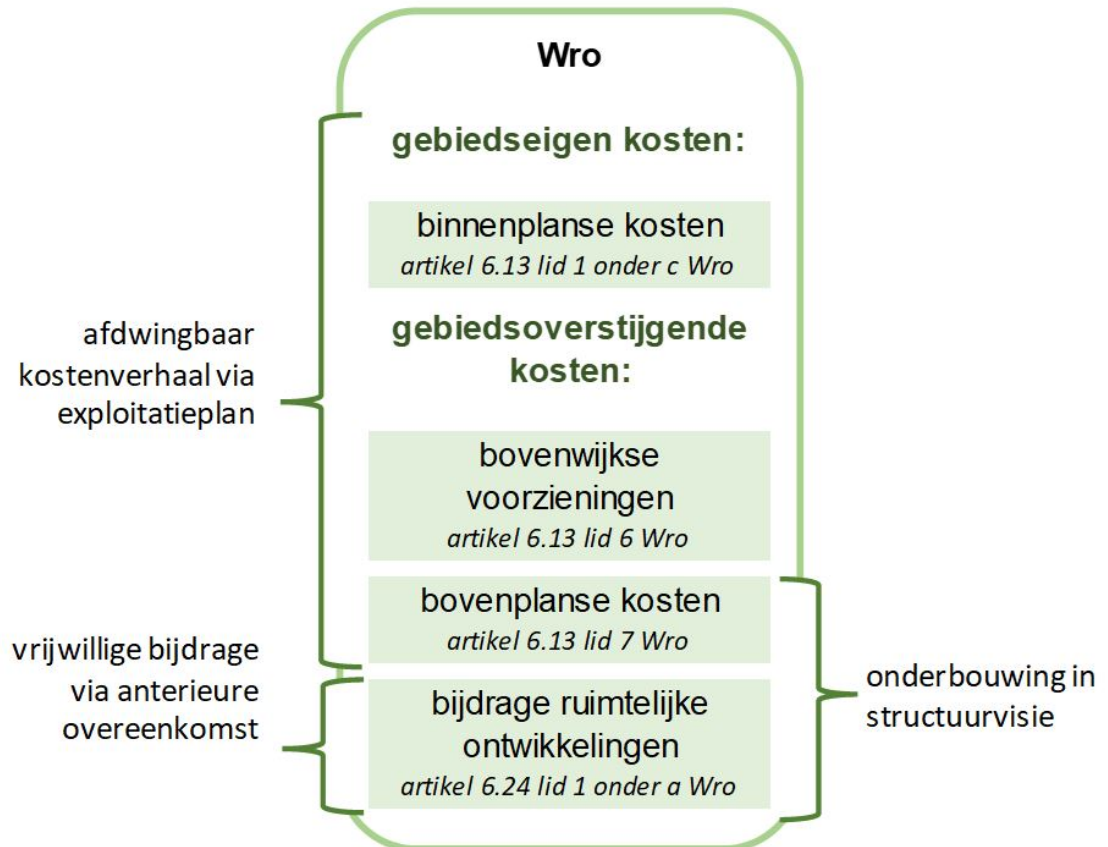 Wro
gebiedseigen kosten:
binnenplanse kosten
artikel 6.13 lid 1 onder c Wro
gebiedsoverstijgende
kosten:
afdwingbaar
kostenverhaal via
exploitatieplan
bovenwijkse
voorzieningen
artikel 6.13 lid 6 Wro
bovenplanse kosten
artikel 6.13 lid 7 Wro
vrijwillige bijdrage
via anterieure
overeenkomst
bijdrage ruimtelijke
ontwikkelingen
artikel 6.24 lid 1 onder a Wro
onderbouwing in
structuurvisie